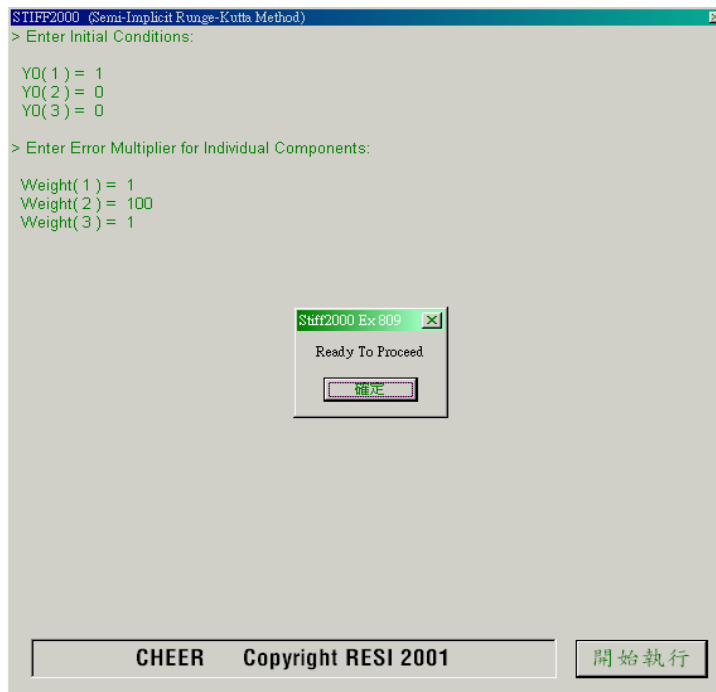 STIFF2000 (Semi-Implicit Runge-Kutta Method)
> Enter Initial Conditions:
Y0( 1 ) = 1
Y0( 2 ) = 0
Y0( 3 ) = 0
> Enter Error Multiplier for Individual Components:
Weight( 1 ) = 1
Weight( 2 ) = 100
Weight( 3 ) = 1
Stiff2000 Ex 809
Ready To Proceed
確定
CHEER Copyright RESI 2001
開始執行